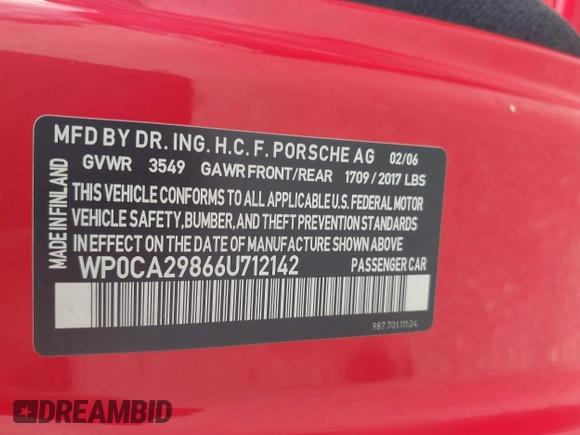 MFD BY DR. ING. H.C. F. PORSCHE AG 02/06
GVWR 3549 GAWR FRONT/REAR 1709 / 2017 LBS
THIS VEHICLE CONFORMS TO ALL APPLICABLE U.S. FEDERAL MOTOR
VEHICLE SAFETY, BUMPER, AND THEFT PREVENTION STANDARDS
IN EFFECT ON THE DATE OF MANUFACTURE SHOWN ABOVE
WP0CA29866U712142 PASSENGER CAR
MADE IN FINLAND
987.701.111.04
DREAMBID